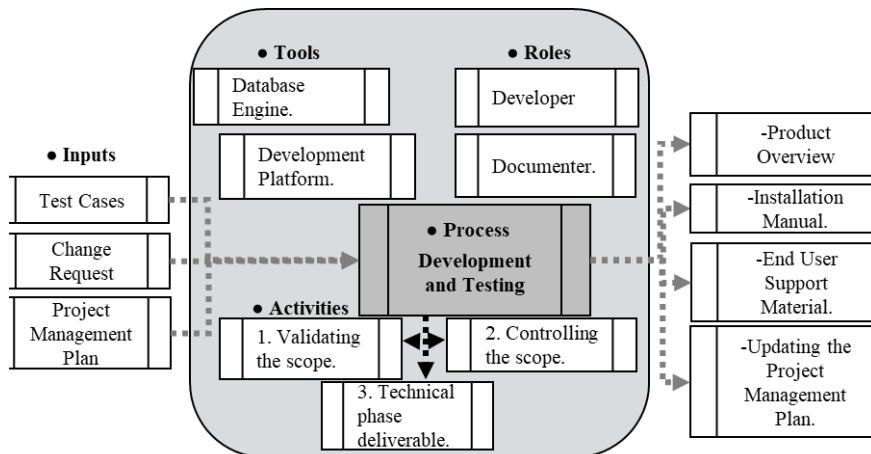 ● Tools
Database
Engine.
Development
Platform.
● Roles
Developer
Documenter.
● Inputs
Test Cases
Change
Request
Project
Management
Plan
● Process
Development
and Testing
● Activities
1. Validating
the scope.
2. Controlling
the scope.
3. Technical
phase
deliverable.
-Product
Overview
-Installation
Manual.
-End User
Support
Material.
-Updating the
Project
Management
Plan.